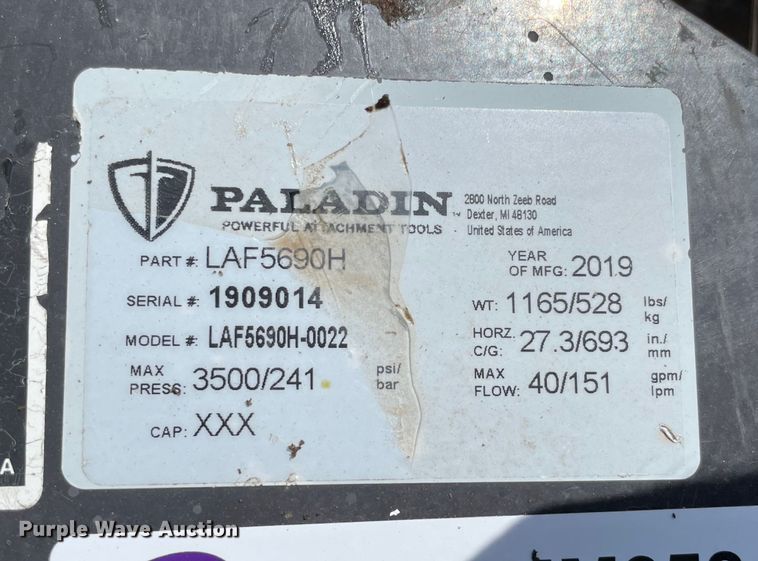 PALADIN
POWERFUL ATTACHMENT TOOLS
TM
2800 North Zeeb Road
Dexter, MI 48130
United States of America
PART #: LAF5690H
SERIAL #: 1909014
MODEL #: LAF5690H-0022
MAX PRESS: 3500/241 psi/bar
CAP: XXX
YEAR OF MFG: 2019
WT: 1165/528 lbs/kg
HORZ. C/G: 27.3/693 in./mm
MAX FLOW: 40/151 gpm/lpm
A
Purple Wave Auction